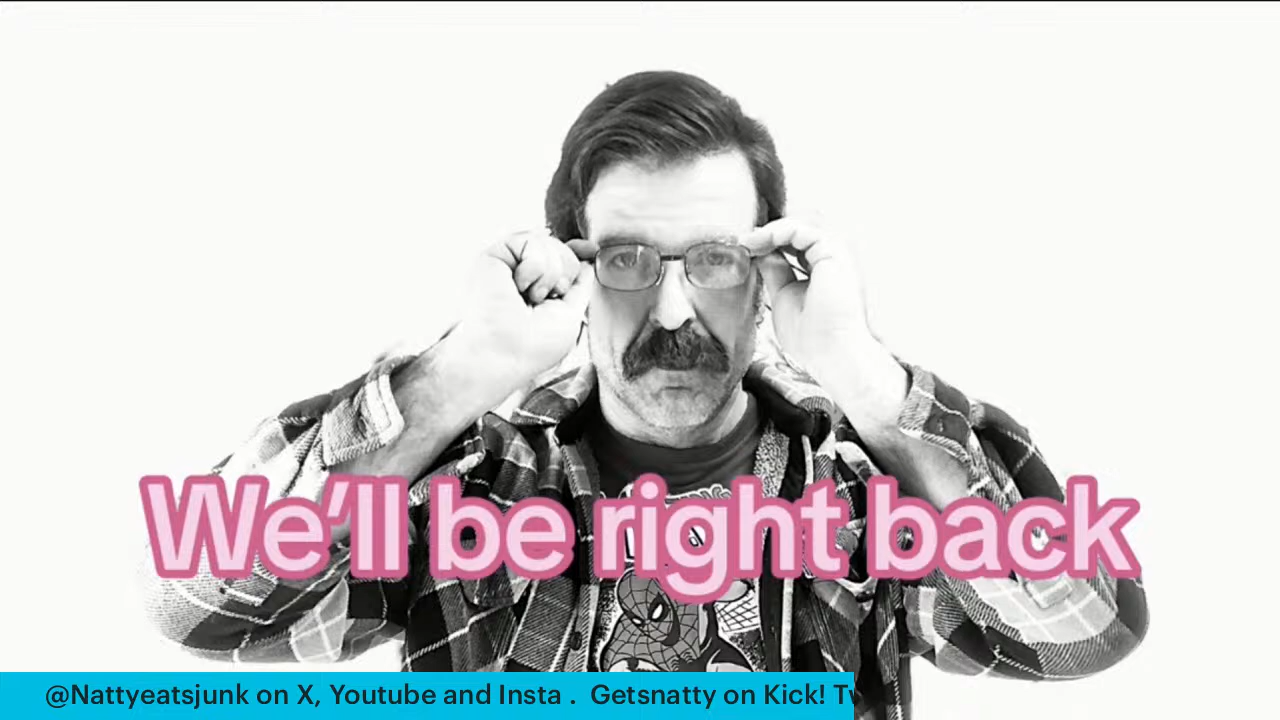 We'll be right back
@Nattyeatsjunk on X, Youtube and Insta . Getsnatty on Kick!